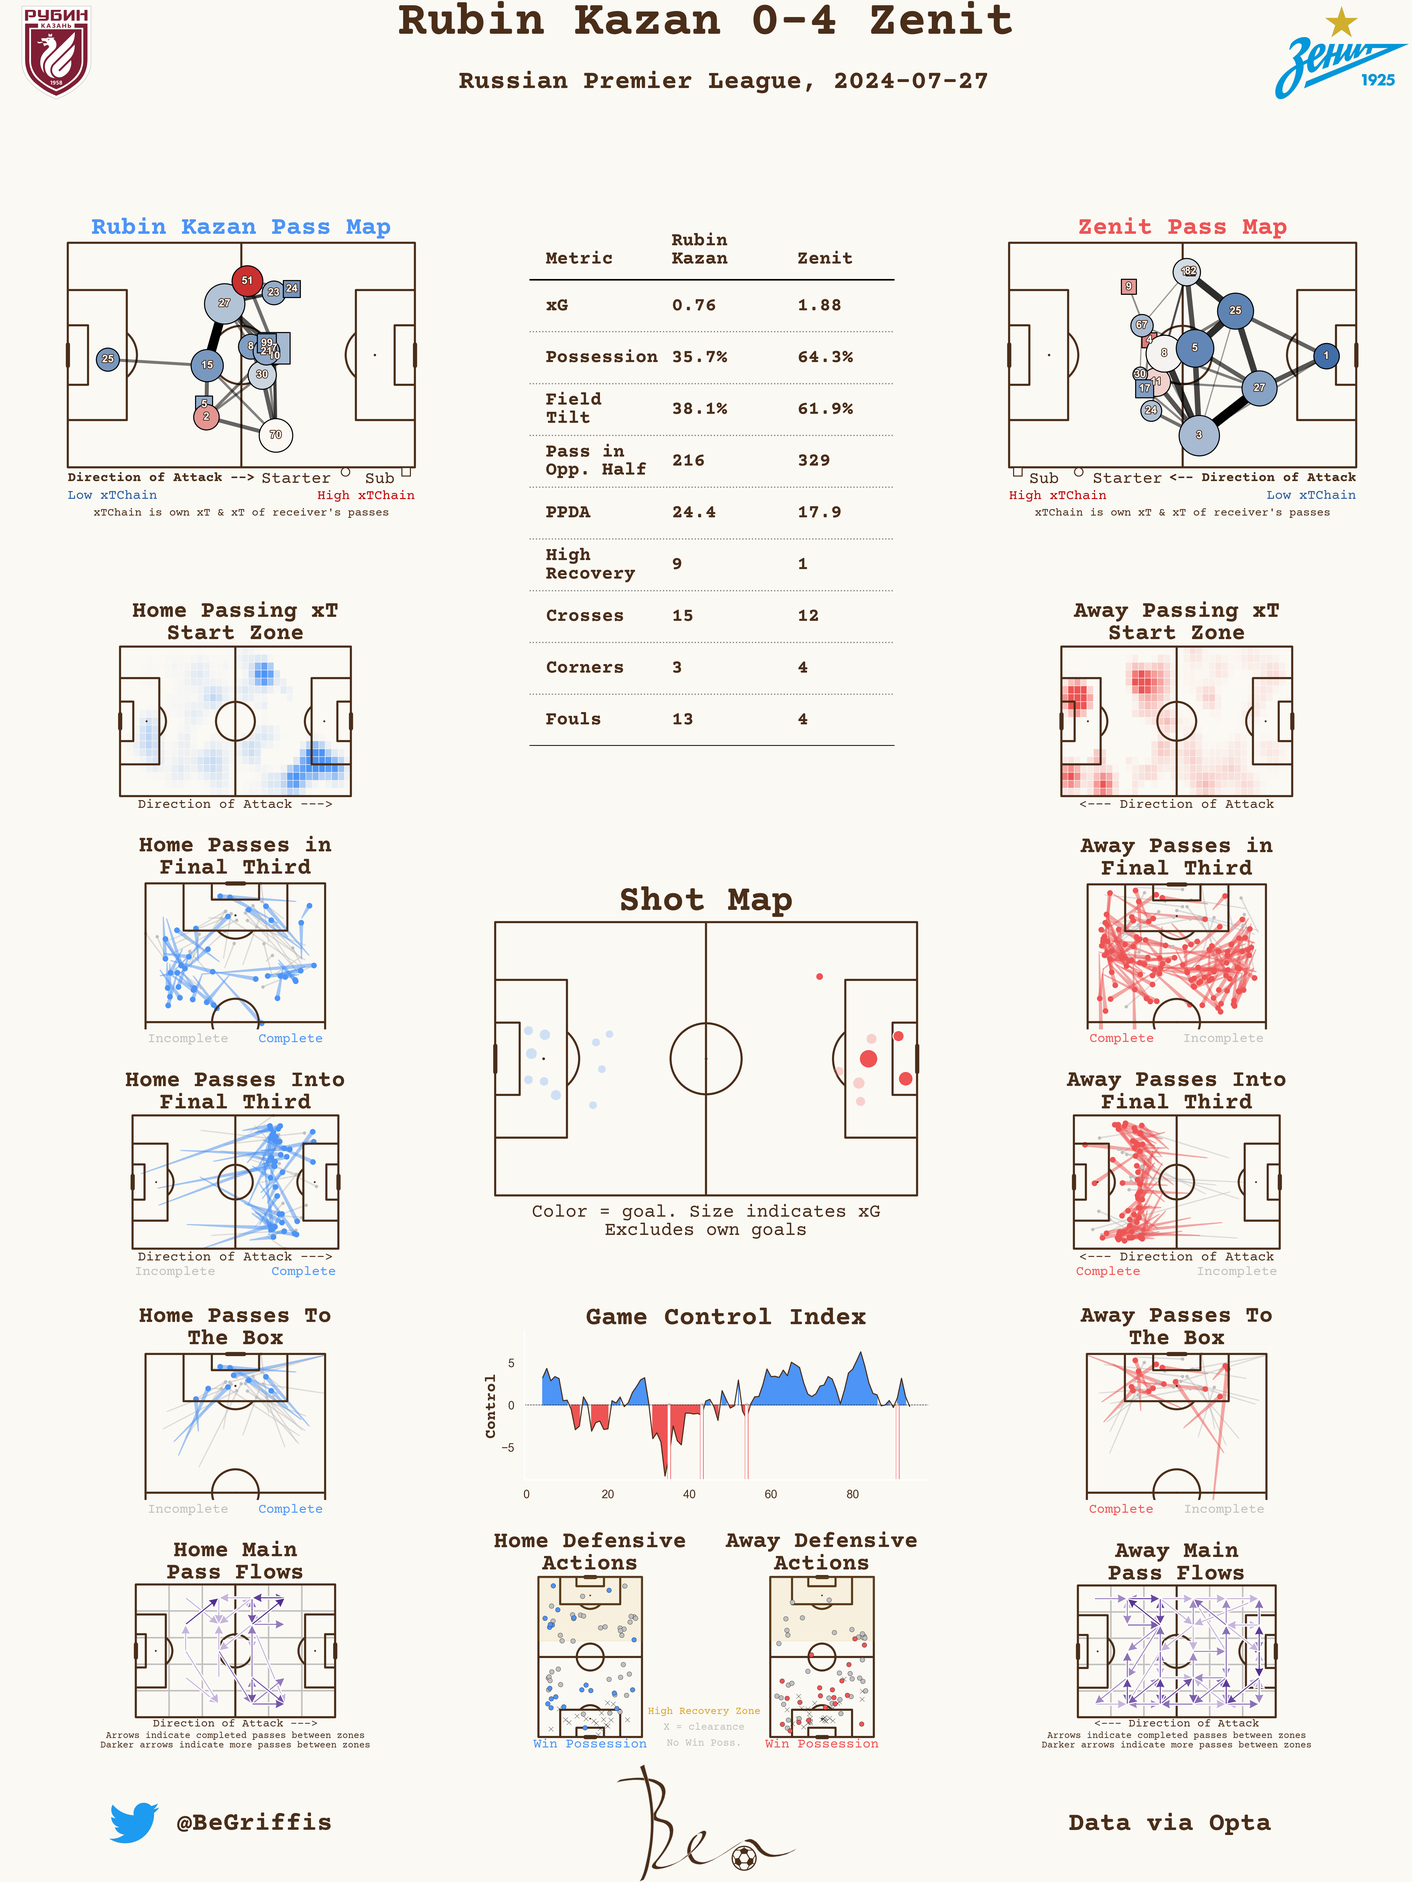 РУБИН
КАЗАНЬ
1958
Rubin Kazan 0-4 Zenit
Russian Premier League, 2024-07-27
Зенит
1925
Rubin Kazan Pass Map
51
23
24
27
8
99
10
25
15
30
5
2
70
Direction of Attack --> Starter Sub
Low xTChain High xTChain
xTChain is own xT & xT of receiver's passes
Metric Rubin Kazan Zenit
xG 0.76 1.88
Possession 35.7% 64.3%
Field Tilt 38.1% 61.9%
Pass in Opp. Half 216 329
PPDA 24.4 17.9
High Recovery 9 1
Crosses 15 12
Corners 3 4
Fouls 13 4
Zenit Pass Map
9
67
25
8
5
1
30
11
17
27
24
3
Sub Starter <-- Direction of Attack
High xTChain Low xTChain
xTChain is own xT & xT of receiver's passes
Home Passing xT
Start Zone
Direction of Attack --->
Away Passing xT
Start Zone
<--- Direction of Attack
Home Passes in
Final Third
Incomplete Complete
Away Passes in
Final Third
Complete Incomplete
Shot Map
Color = goal. Size indicates xG
Excludes own goals
Home Passes Into
Final Third
Direction of Attack --->
Incomplete Complete
Away Passes Into
Final Third
<--- Direction of Attack
Complete Incomplete
Home Passes To
The Box
Incomplete Complete
Game Control Index
Control
5
0
−5
0 20 40 60 80
Away Passes To
The Box
Complete Incomplete
Home Main
Pass Flows
Direction of Attack --->
Arrows indicate completed passes between zones
Darker arrows indicate more passes between zones
Home Defensive
Actions
Win Possession
High Recovery Zone
X = clearance
No Win Poss.
Away Defensive
Actions
Win Possession
Away Main
Pass Flows
<--- Direction of Attack
Arrows indicate completed passes between zones
Darker arrows indicate more passes between zones
@BeGriffis
Ben
Data via Opta